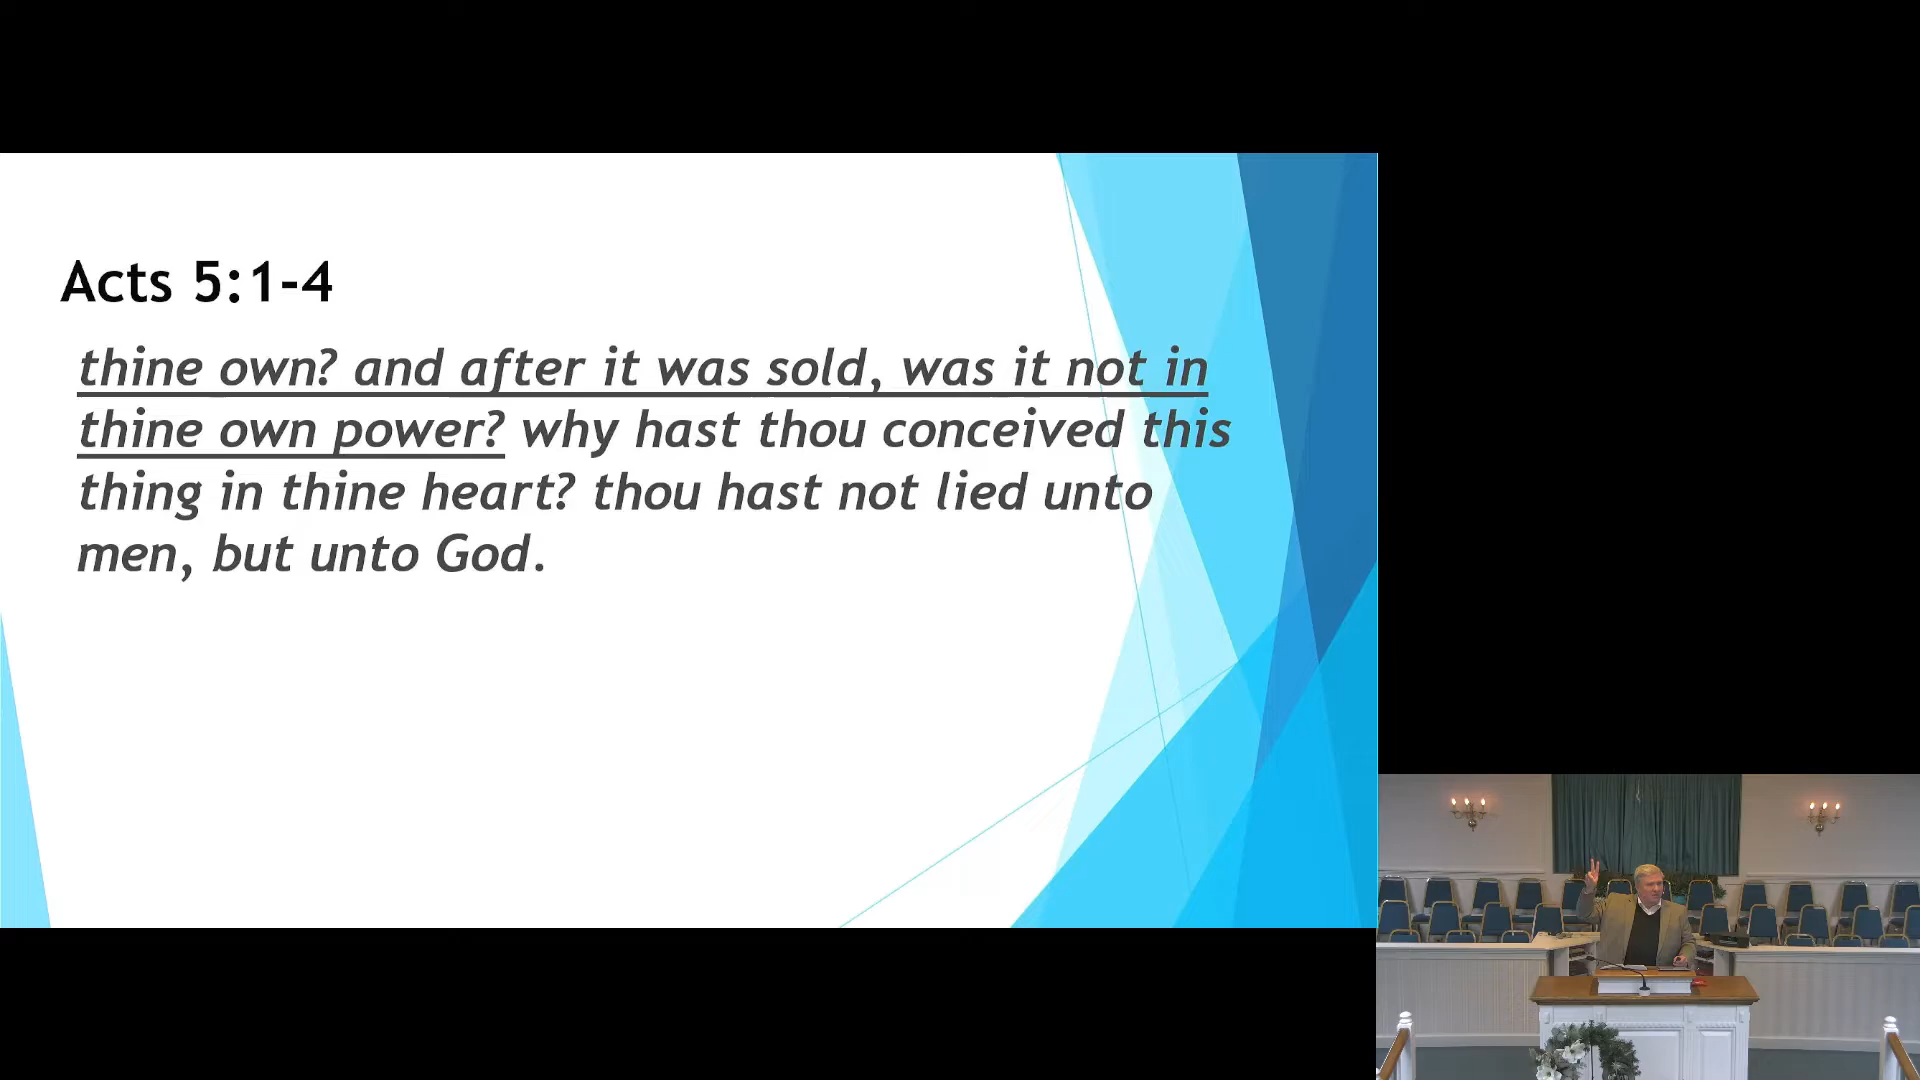 Acts 5:1-4
thine own? and after it was sold, was it not in
thine own power? why hast thou conceived this
thing in thine heart? thou hast not lied unto
men, but unto God.